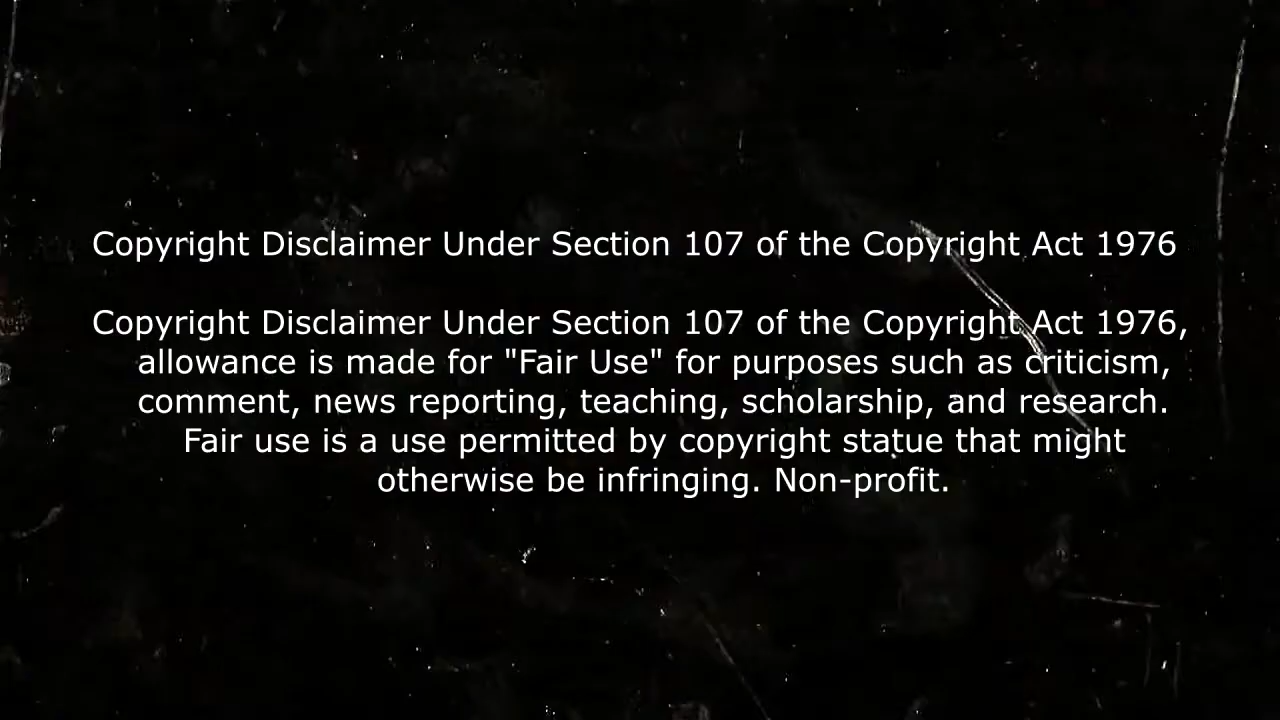 Copyright Disclaimer Under Section 107 of the Copyright Act 1976
Copyright Disclaimer Under Section 107 of the Copyright Act 1976,
allowance is made for "Fair Use" for purposes such as criticism,
comment, news reporting, teaching, scholarship, and research.
Fair use is a use permitted by copyright statue that might
otherwise be infringing. Non-profit.